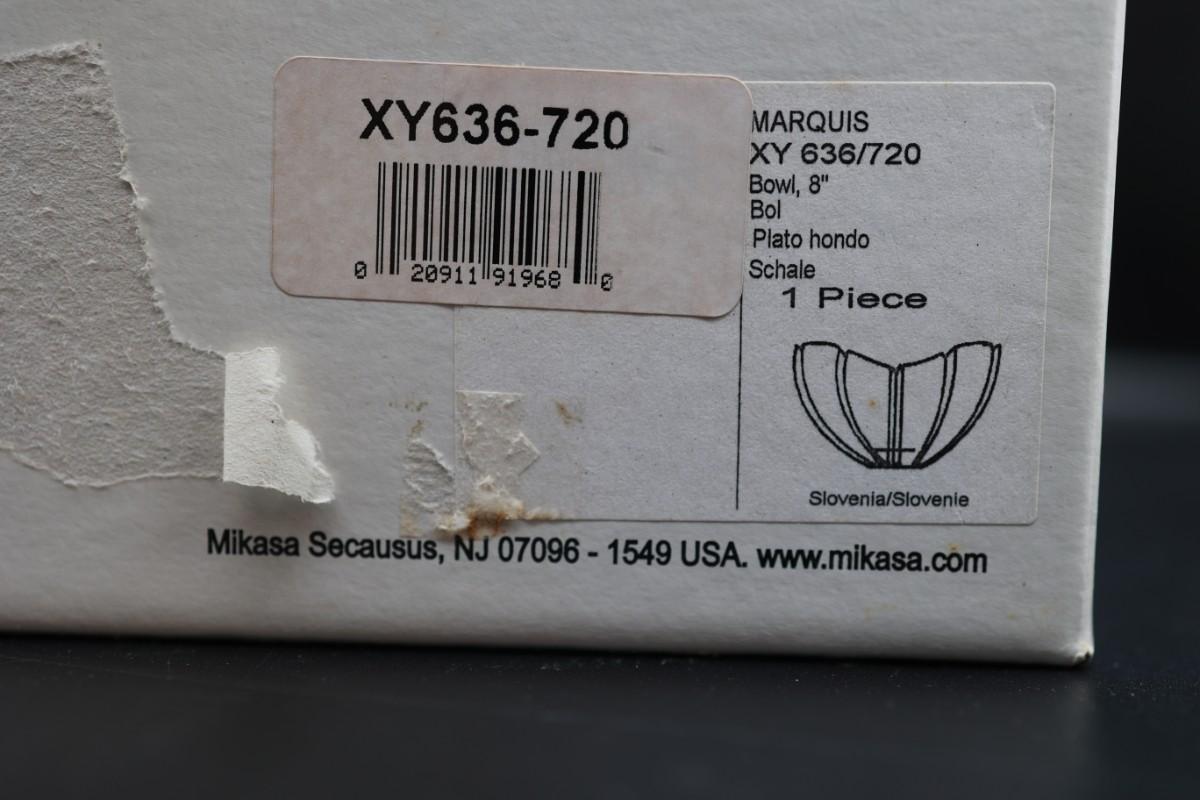 XY636-720
0 20911 91968 0
MARQUIS
XY 636/720
Bowl, 8"
Bol
Plato hondo
Schale
1 Piece
Slovenia/Slovenie
Mikasa Secausus, NJ 07096 - 1549 USA. www.mikasa.com